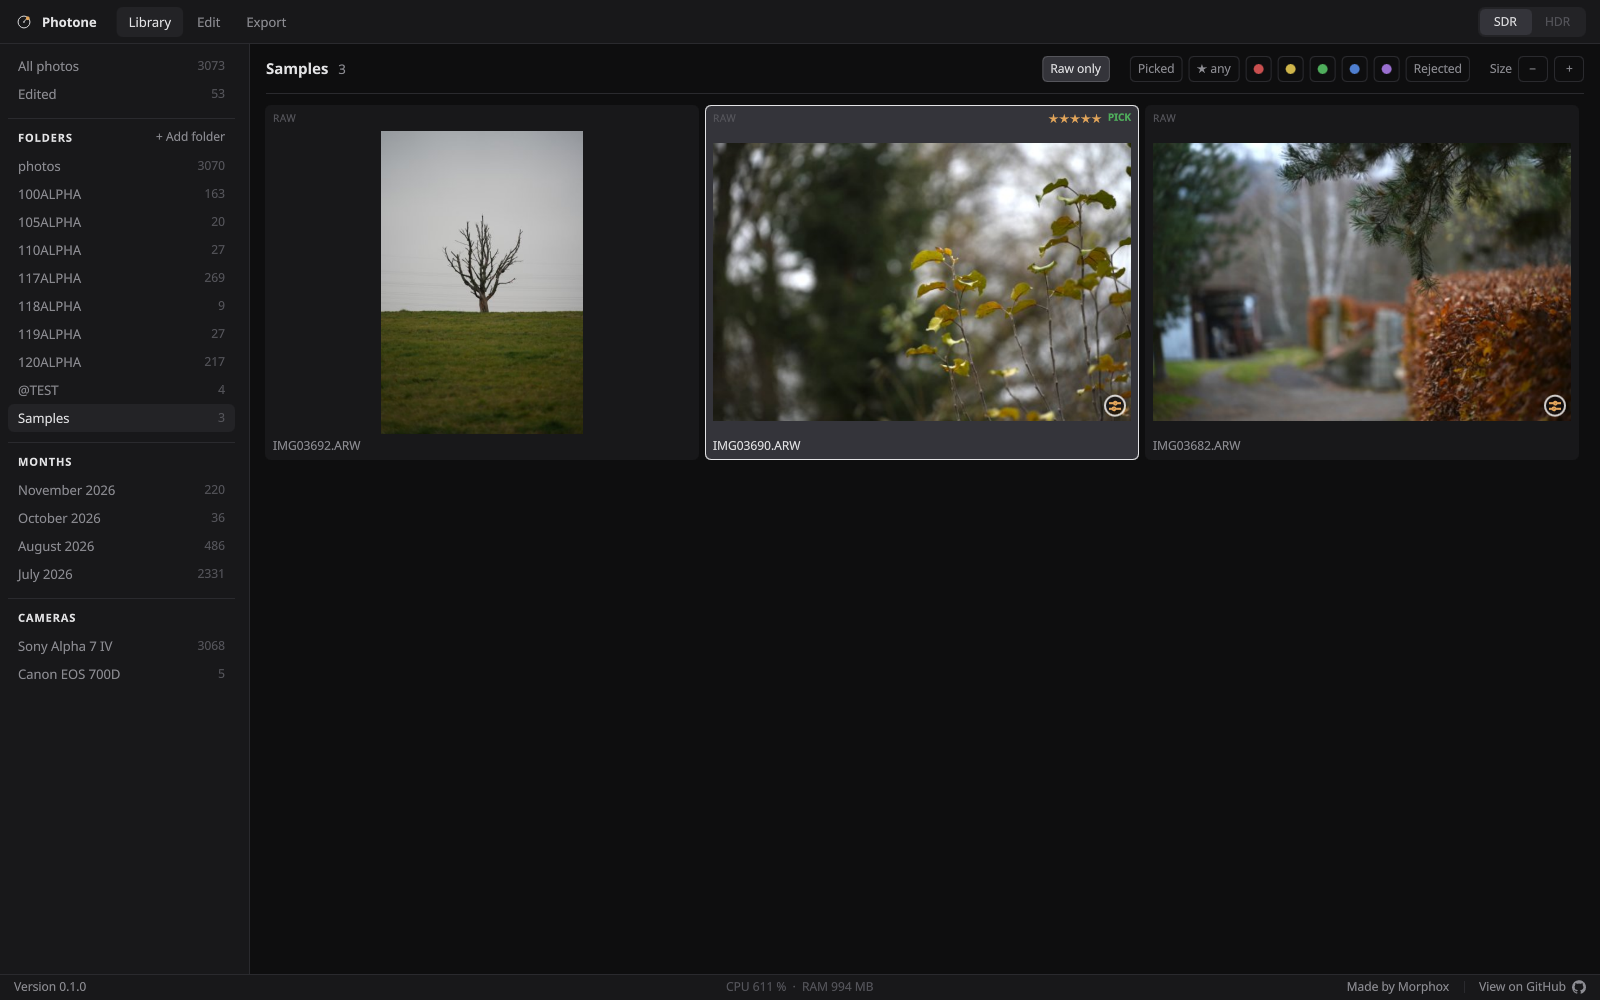 Photone Library Edit Export SDR HDR
All photos 3073
Edited 53
FOLDERS + Add folder
photos 3070
100ALPHA 163
105ALPHA 20
110ALPHA 27
117ALPHA 269
118ALPHA 9
119ALPHA 27
120ALPHA 217
@TEST 4
Samples 3
MONTHS
November 2026 220
October 2026 36
August 2026 486
July 2026 2331
CAMERAS
Sony Alpha 7 IV 3068
Canon EOS 700D 5
Samples 3 Raw only Picked ★ any Rejected Size − +
RAW
IMG03692.ARW
RAW ★★★★★ PICK
IMG03690.ARW
RAW
IMG03682.ARW
Version 0.1.0 CPU 611 % · RAM 994 MB Made by Morphox View on GitHub